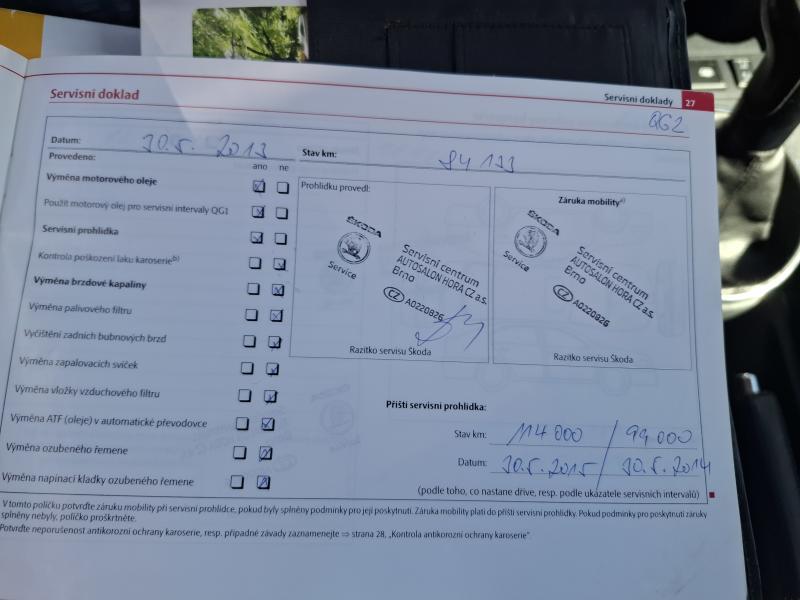 Servisní doklad
Servisní doklady 27
QG2
Datum: 30.5. 2013
Stav km: 84 133
Provedeno: ano ne
Výměna motorového oleje
Použit motorový olej pro servisní intervaly QG1
Servisní prohlídka
Kontrola poškození laku karoserieb)
Výměna brzdové kapaliny
Výměna palivového filtru
Vyčištění zadních bubnových brzd
Výměna zapalovacích svíček
Výměna vložky vzduchového filtru
Výměna ATF (oleje) v automatické převodovce
Výměna ozubeného řemene
Výměna napínací kladky ozubeného řemene
Prohlídku provedl:
ŠKODA
Service
Servisní centrum
AUTOSALON HORA CZ a.s.
Brno
CZ A0220826
Razítko servisu Škoda
Záruka mobilitya)
ŠKODA
Service
Servisní centrum
AUTOSALON HORA CZ a.s.
Brno
CZ A0220826
Razítko servisu Škoda
Příští servisní prohlídka:
Stav km: 114 000 / 99 000
Datum: 30.5.2015 / 30.5.2014
(podle toho, co nastane dříve, resp. podle ukazatele servisních intervalů)
V tomto políčku potvrďte záruku mobility při servisní prohlídce, pokud byly splněny podmínky pro její poskytnutí. Záruka mobility platí do příští servisní prohlídky. Pokud podmínky pro poskytnutí záruky
splněny nebyly, políčko proškrtněte.
Potvrďte neporušenost antikorozní ochrany karoserie, resp. případné závady zaznamenejte ⇒ strana 28, „Kontrola antikorozní ochrany karoserie“.